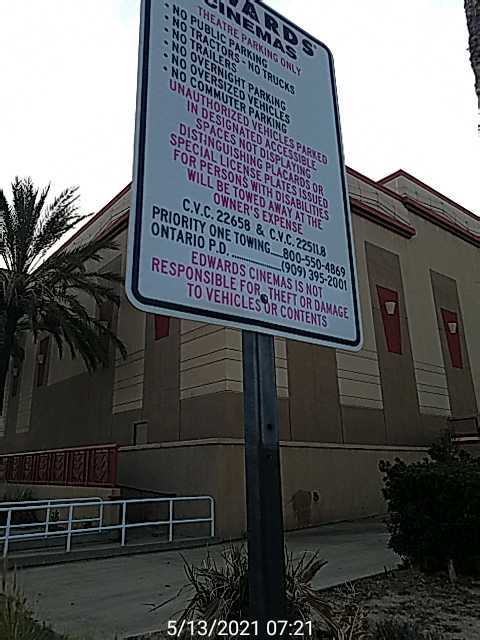 EDWARDS
CINEMAS
THEATRE PARKING ONLY
• NO PUBLIC PARKING
• NO TRACTORS - NO TRUCKS
• NO TRAILERS
• NO OVERNIGHT PARKING
• NO OVERSIZED VEHICLES
• NO COMMUTER PARKING
UNAUTHORIZED VEHICLES PARKED
IN DESIGNATED ACCESSIBLE
SPACES NOT DISPLAYING
DISTINGUISHING PLACARDS OR
SPECIAL LICENSE PLATES ISSUED
FOR PERSONS WITH DISABILITIES
WILL BE TOWED AWAY AT THE
OWNER'S EXPENSE
C.V.C. 22658 & C.V.C. 22511.8
PRIORITY ONE TOWING...800-550-4869
ONTARIO P.D. ..............(909) 395-2001
EDWARDS CINEMAS IS NOT
RESPONSIBLE FOR THEFT OR DAMAGE
TO VEHICLES OR CONTENTS
5/13/2021 07:21